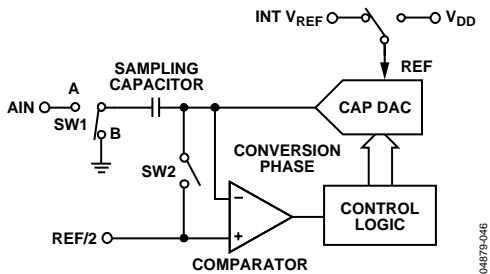 INT VREF
VDD
REF
SAMPLING
CAPACITOR
A
AIN
SW1
B
CAP DAC
CONVERSION
PHASE
SW2
−
+
REF/2
COMPARATOR
CONTROL
LOGIC
04879-046